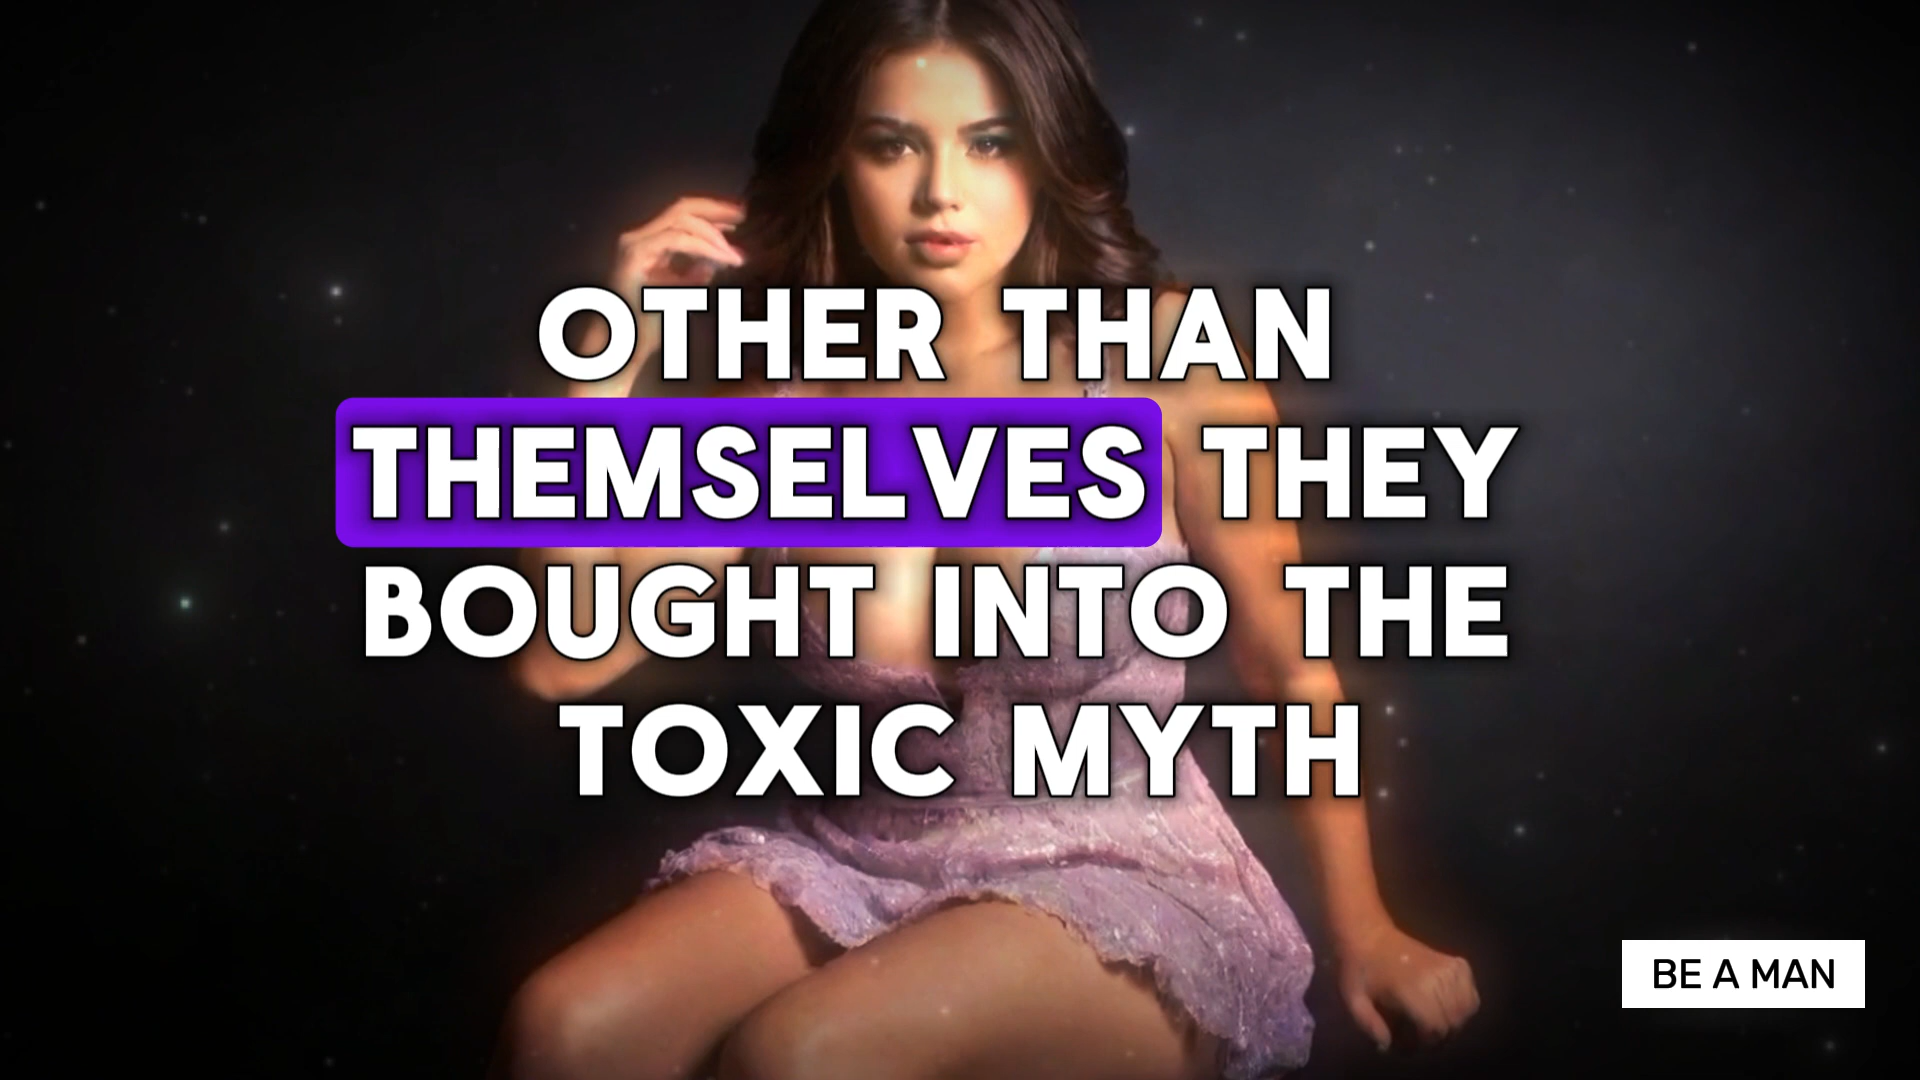 OTHER THAN
THEMSELVES THEY
BOUGHT INTO THE
TOXIC MYTH
BE A MAN